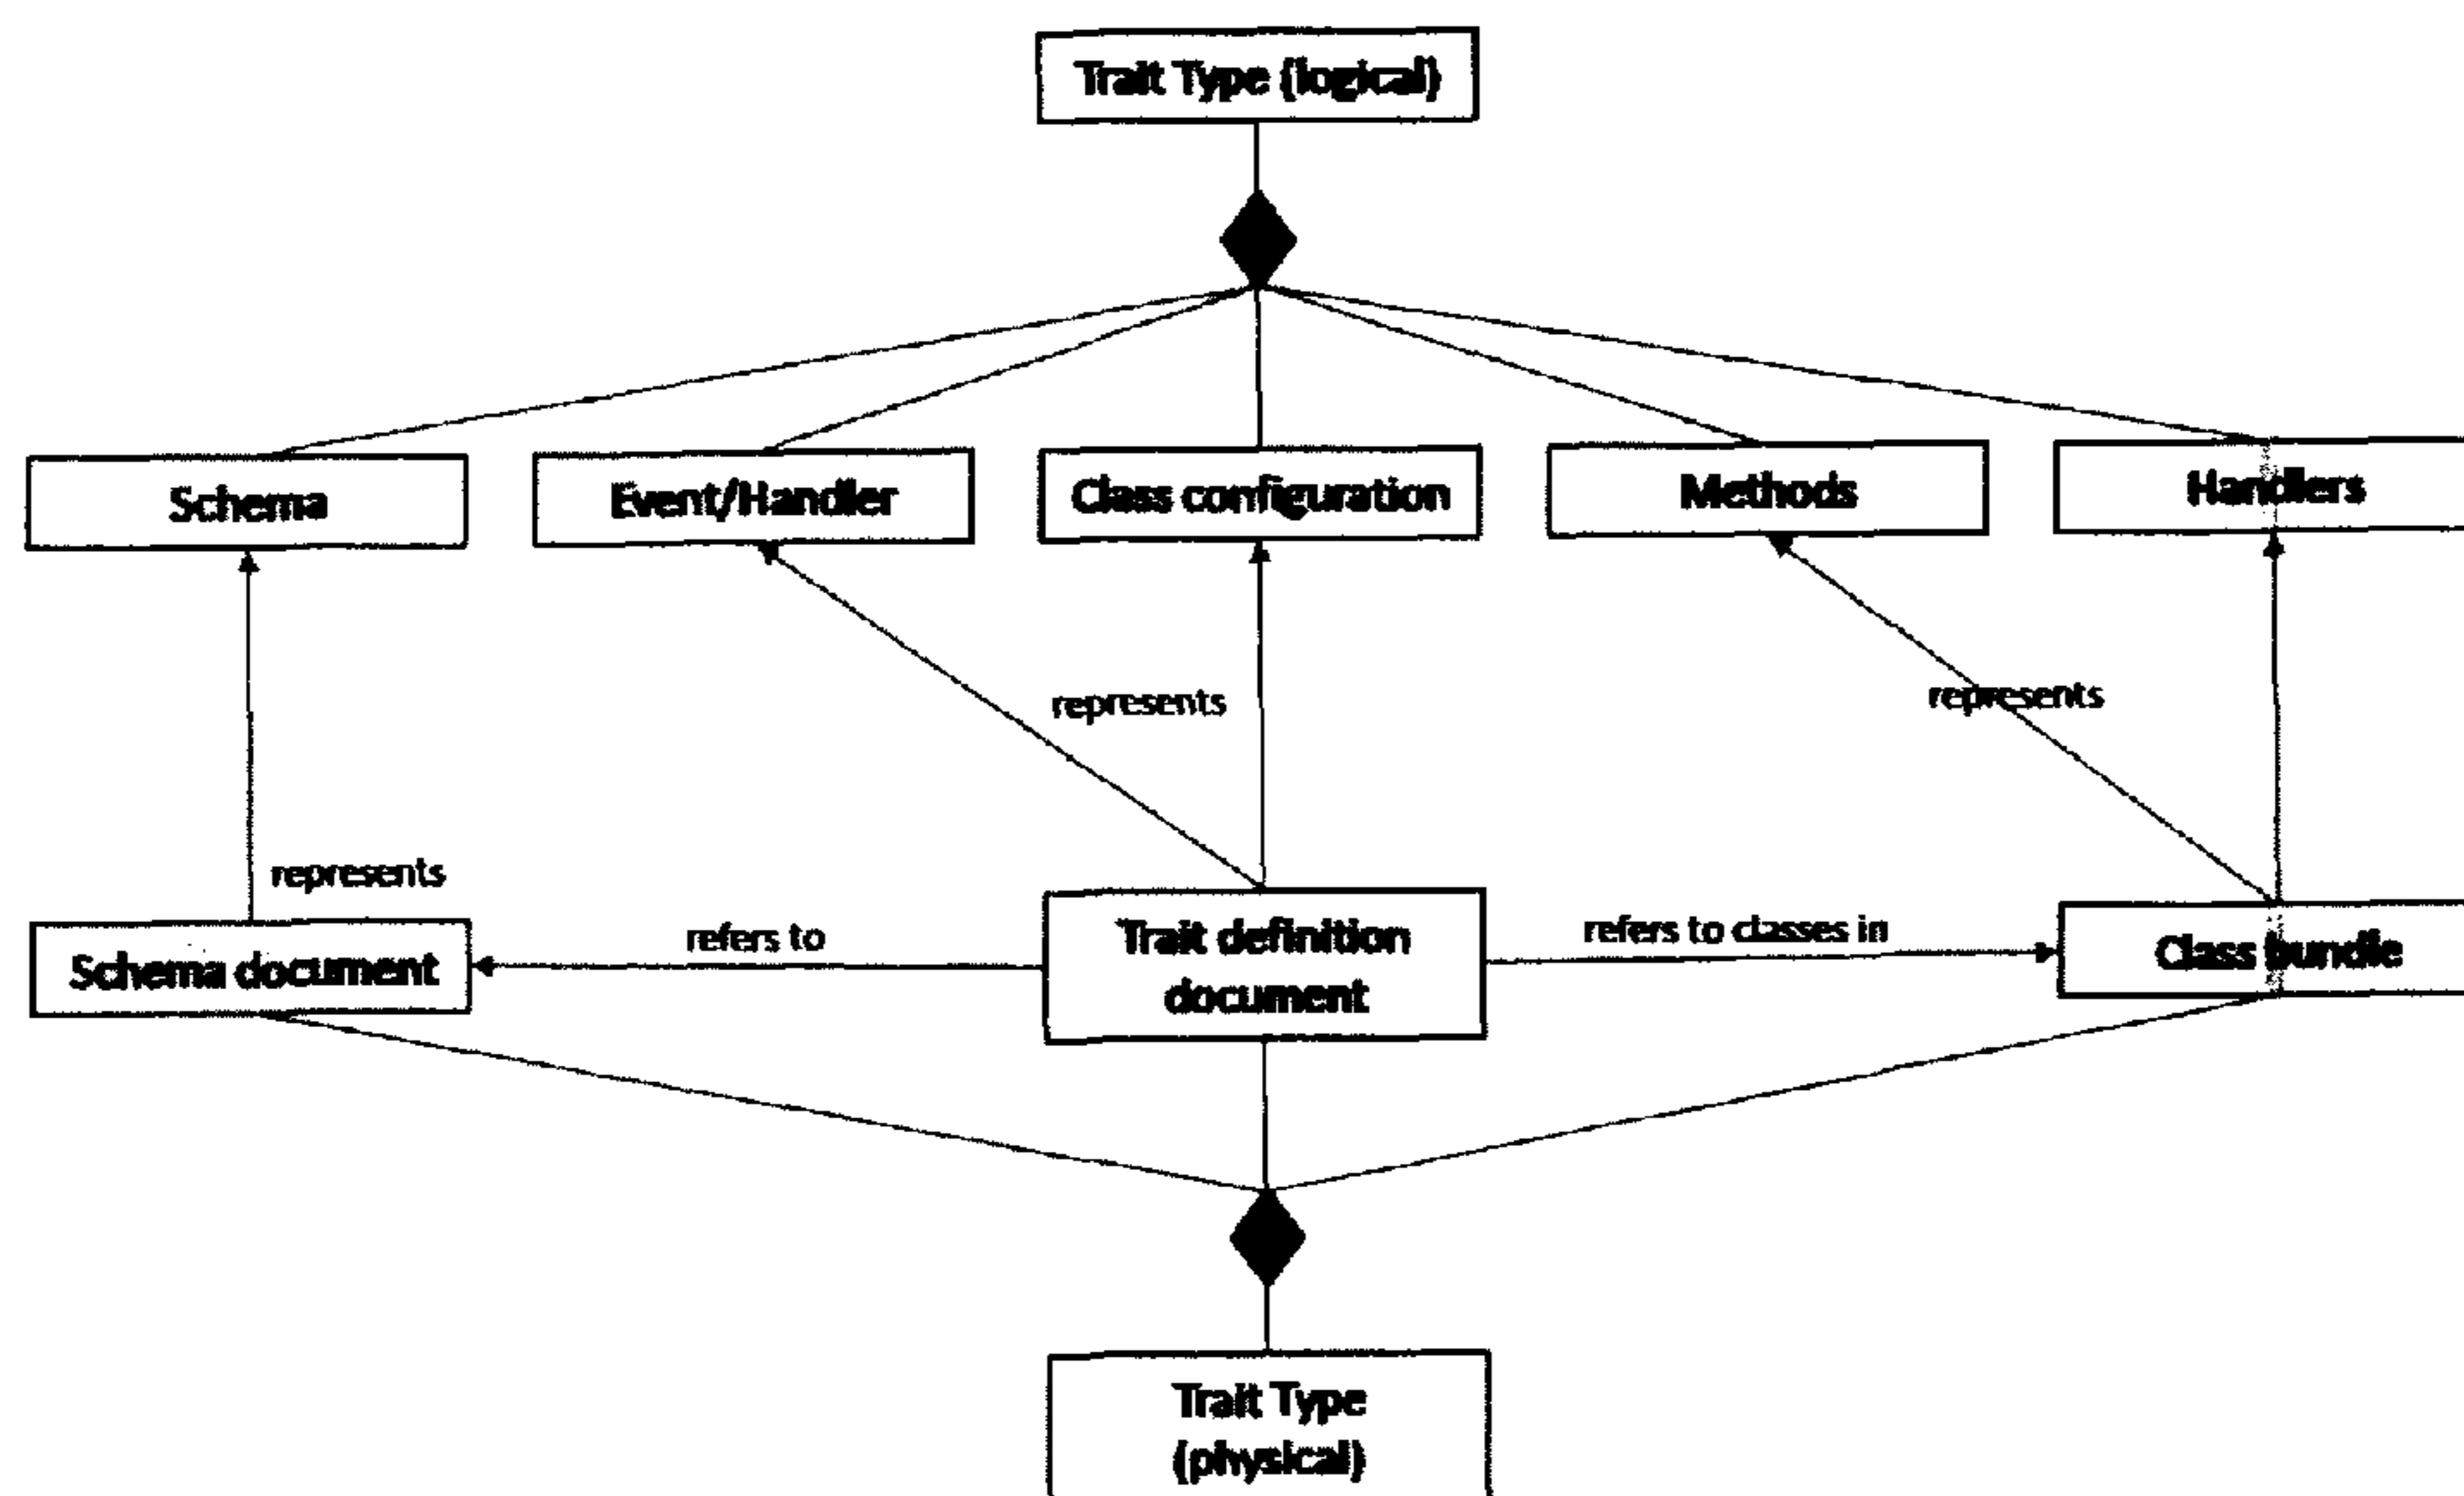 Trait Type (logical)
Schema
Event/Handler
Class configuration
Methods
Handlers
represents
represents
represents
Schema document
refers to
Trait definition
document
refers to classes in
Class bundle
Trait Type
(physical)